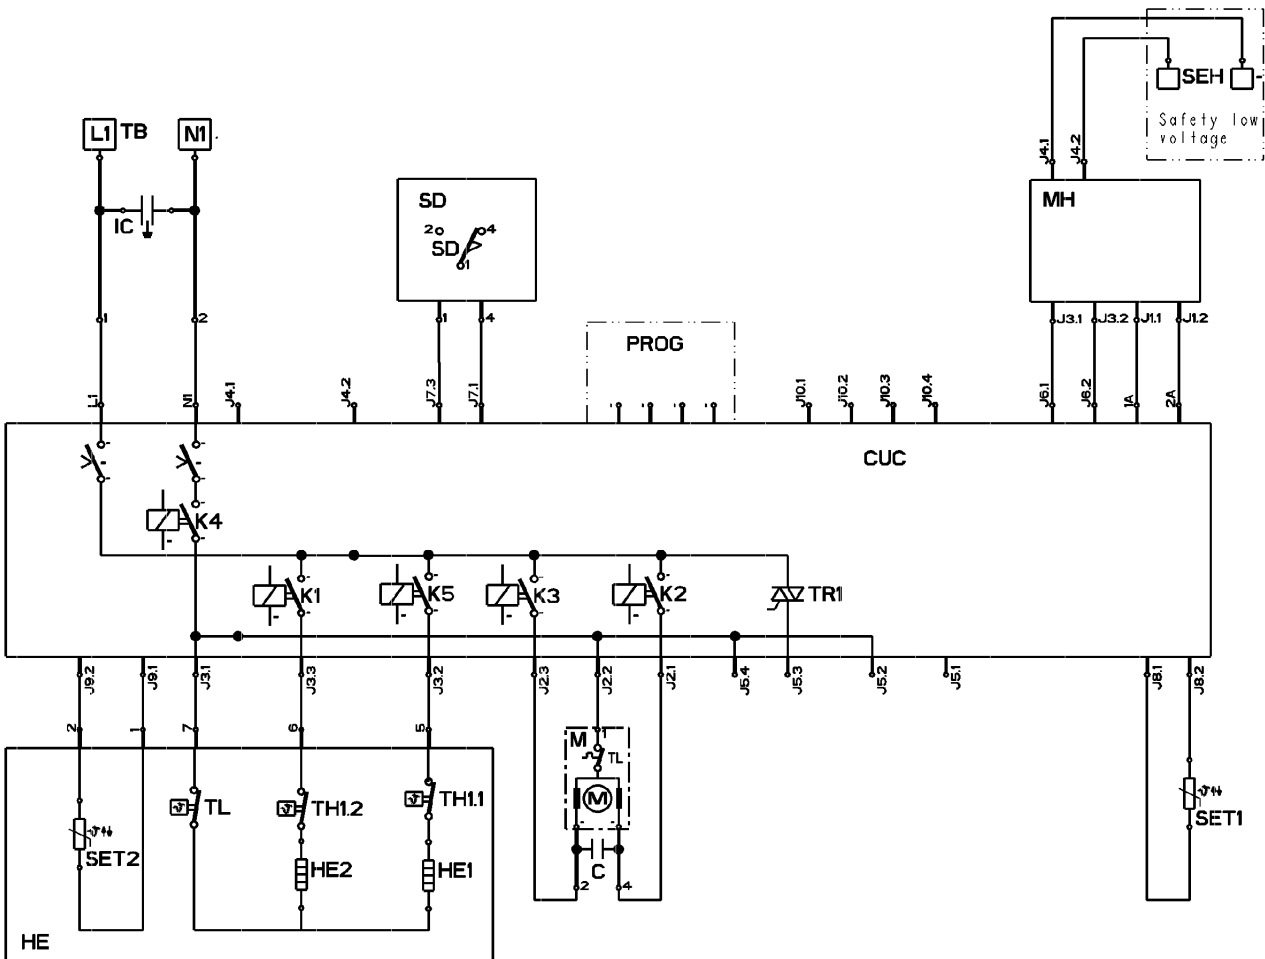 SEH
-
Safety low
voltage
L1 TB N1
J4.1 J4.2
SD
MH
IC
2 4
SD
1
1 2 1 4
J3.1 J3.2 J1.1 J1.2
PROG
L1 N1 J4.1 J4.2 J7.3 J7.1 J10.1 J10.2 J10.3 J10.4 J6.1 J6.2 1A 2A
CUC
K4
K1 K5 K3 K2 TR1
J9.2 J9.1 J3.1 J3.3 J3.2 J2.3 J2.2 J2.1 J5.4 J5.3 J5.2 J5.1 J8.1 J8.2
2 1 7 6 5 1
M
TL
M
TL TH1.2 TH1.1
SET1
SET2
HE2 HE1 C
2 4
HE